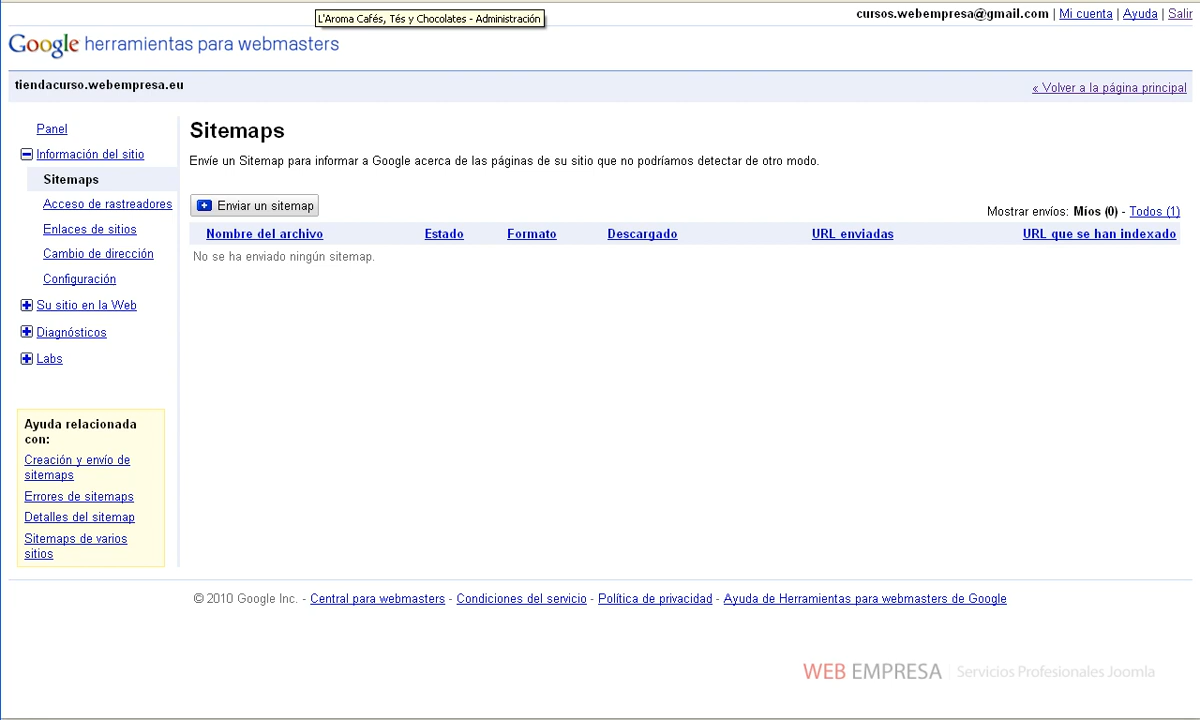 L'Aroma Cafés, Tés y Chocolates - Administración
cursos.webempresa@gmail.com | Mi cuenta | Ayuda | Salir
Google herramientas para webmasters
tiendacurso.webempresa.eu
« Volver a la página principal
Panel
Información del sitio
Sitemaps
Acceso de rastreadores
Enlaces de sitios
Cambio de dirección
Configuración
Su sitio en la Web
Diagnósticos
Labs
Ayuda relacionada
con:
Creación y envío de
sitemaps
Errores de sitemaps
Detalles del sitemap
Sitemaps de varios
sitios
Sitemaps
Envíe un Sitemap para informar a Google acerca de las páginas de su sitio que no podríamos detectar de otro modo.
Enviar un sitemap
Mostrar envíos: Míos (0) - Todos (1)
Nombre del archivo Estado Formato Descargado URL enviadas URL que se han indexado
No se ha enviado ningún sitemap.
© 2010 Google Inc. - Central para webmasters - Condiciones del servicio - Política de privacidad - Ayuda de Herramientas para webmasters de Google
WEB EMPRESA | Servicios Profesionales Joomla